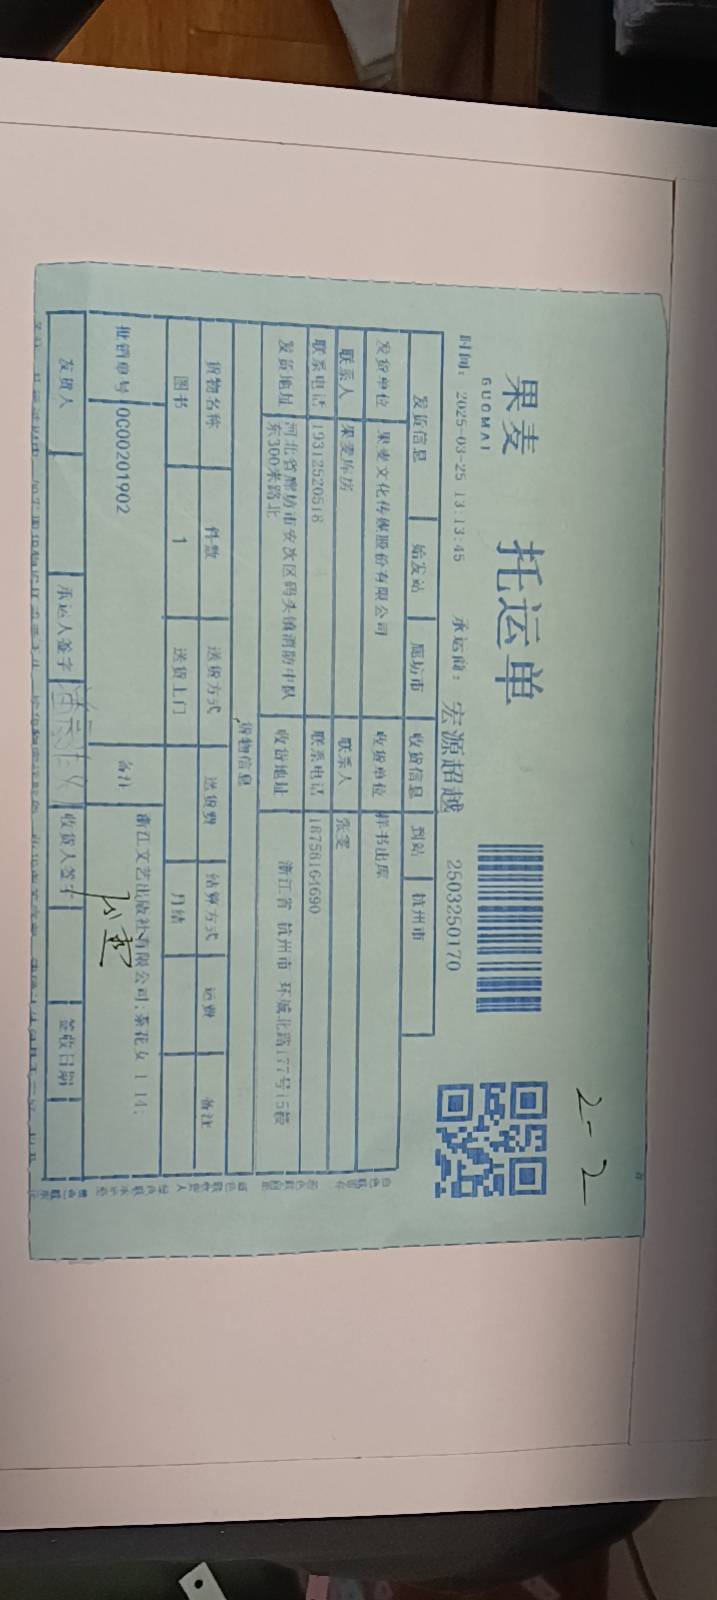 果麦
GUOMAI
托运单
2-2
时间: 2025-03-25 13:13:45 承运商: 宏源超越 2503250170
发货信息 始发站 廊坊市 收货信息 到站 杭州市
发货单位 果麦文化传媒股份有限公司 收货单位 样书出库
联系人 果麦库房 联系人 张雯
联系电话 19312520518 联系电话 18758164690
发货地址 河北省廊坊市安次区码头镇消防中队东300米路北 收货地址 浙江省 杭州市 环城北路177号15楼
货物信息
货物名称 件数 送货方式 送货费 结算方式 运费 备注
图书 1 送货上门 月结
批销单号 0C00201902 备注 浙江文艺出版社有限公司:茶花女 1 14:
发货人 承运人签字 收货人签字 签收日期